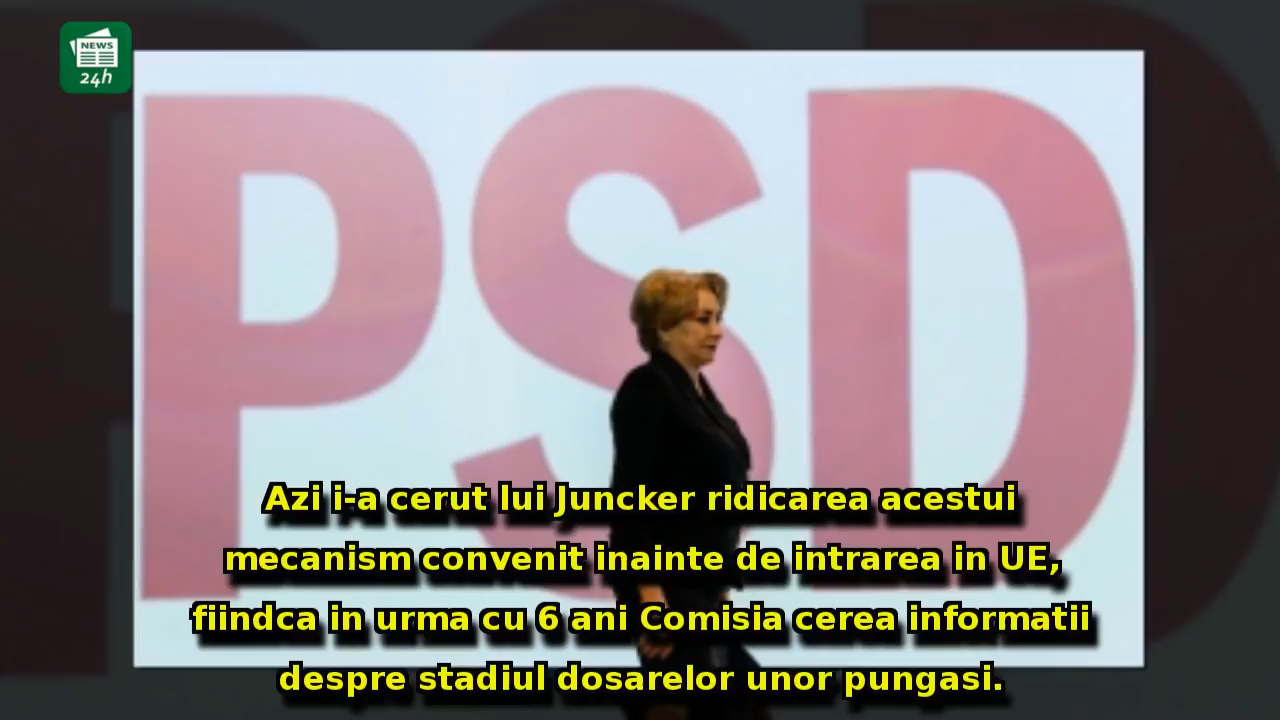 NEWS
24h
PSD
Azi i-a cerut lui Juncker ridicarea acestui
mecanism convenit inainte de intrarea in UE,
fiindca in urma cu 6 ani Comisia cerea informatii
despre stadiul dosarelor unor pungasi.